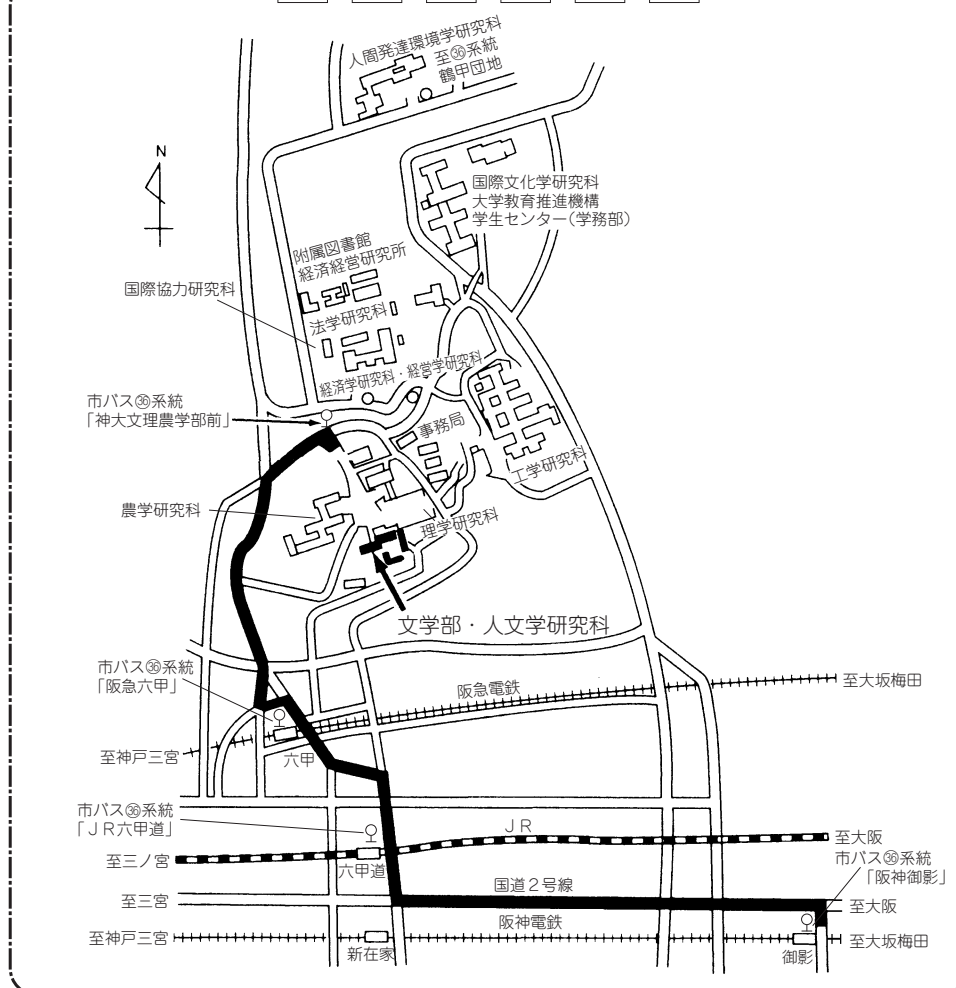 人間発達環境学研究科
至㊱系統
鶴甲団地
N
国際文化学研究科
大学教育推進機構
学生センター(学務部)
附属図書館
経済経営研究所
国際協力研究科
法学研究科
経済学研究科・経営学研究科
市バス㊱系統
「神大文理農学部前」
事務局
工学研究科
農学研究科
理学研究科
文学部・人文学研究科
市バス㊱系統
「阪急六甲」
阪急電鉄
至大坂梅田
至神戸三宮
六甲
市バス㊱系統
「JR六甲道」
JR
至大阪
至三ノ宮
六甲道
市バス㊱系統
「阪神御影」
国道2号線
至三宮
至大阪
阪神電鉄
至神戸三宮
至大坂梅田
新在家
御影